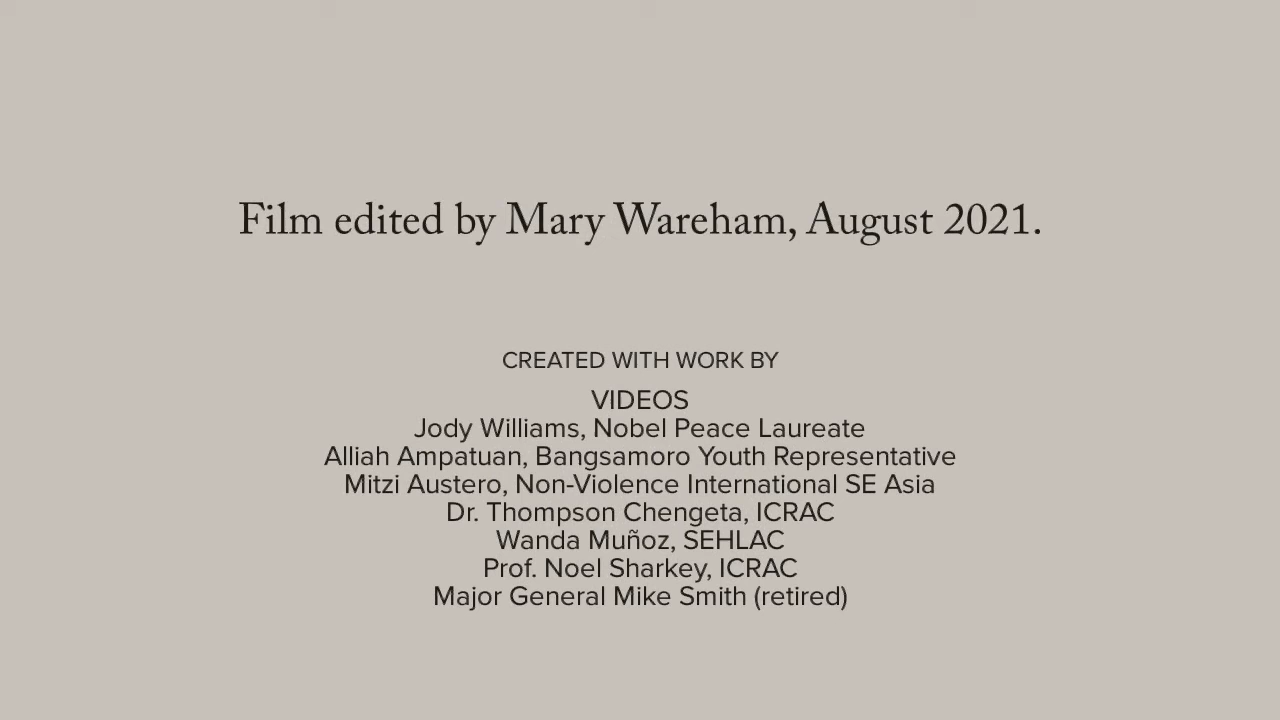 Film edited by Mary Wareham, August 2021.
CREATED WITH WORK BY
VIDEOS
Jody Williams, Nobel Peace Laureate
Alliah Ampatuan, Bangsamoro Youth Representative
Mitzi Austero, Non-Violence International SE Asia
Dr. Thompson Chengeta, ICRAC
Wanda Muñoz, SEHLAC
Prof. Noel Sharkey, ICRAC
Major General Mike Smith (retired)